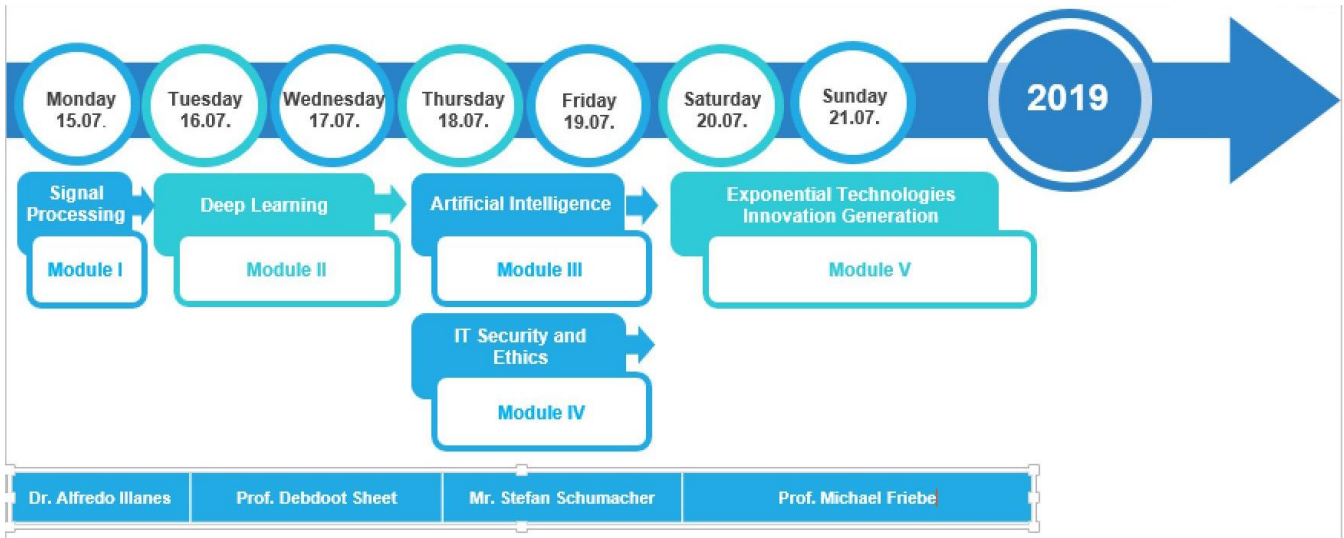 Monday
15.07.
Tuesday
16.07.
Wednesday
17.07.
Thursday
18.07.
Friday
19.07.
Saturday
20.07.
Sunday
21.07.
2019
Signal
Processing
Module I
Deep Learning
Module II
Artificial Intelligence
Module III
Exponential Technologies
Innovation Generation
Module V
IT Security and
Ethics
Module IV
Dr. Alfredo Illanes
Prof. Debdoot Sheet
Mr. Stefan Schumacher
Prof. Michael Friebe